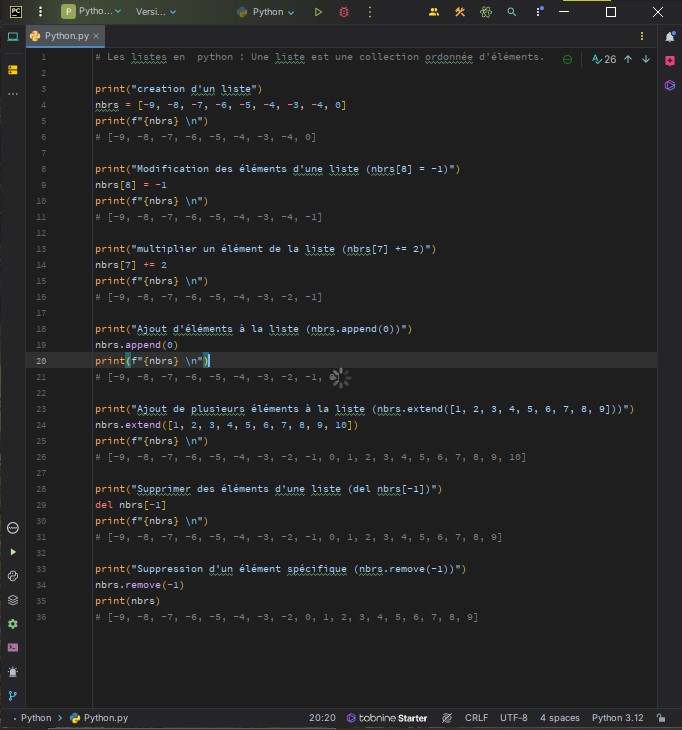 PC Pytho... Versi... Python
Python.py
26
1 # Les listes en  python : Une liste est une collection ordonnée d'éléments.
2
3 print("creation d'un liste")
4 nbrs = [-9, -8, -7, -6, -5, -4, -3, -4, 0]
5 print(f"{nbrs} \n")
6 # [-9, -8, -7, -6, -5, -4, -3, -4, 0]
7
8 print("Modification des éléments d'une liste (nbrs[8] = -1)")
9 nbrs[8] = -1
10 print(f"{nbrs} \n")
11 # [-9, -8, -7, -6, -5, -4, -3, -4, -1]
12
13 print("multiplier un élément de la liste (nbrs[7] += 2)")
14 nbrs[7] += 2
15 print(f"{nbrs} \n")
16 # [-9, -8, -7, -6, -5, -4, -3, -2, -1]
17
18 print("Ajout d'éléments à la liste (nbrs.append(0))")
19 nbrs.append(0)
20 print(f"{nbrs} \n")
21 # [-9, -8, -7, -6, -5, -4, -3, -2, -1,
22
23 print("Ajout de plusieurs éléments à la liste (nbrs.extend([1, 2, 3, 4, 5, 6, 7, 8, 9]))")
24 nbrs.extend([1, 2, 3, 4, 5, 6, 7, 8, 9, 10])
25 print(f"{nbrs} \n")
26 # [-9, -8, -7, -6, -5, -4, -3, -2, -1, 0, 1, 2, 3, 4, 5, 6, 7, 8, 9, 10]
27
28 print("Supprimer des éléments d'une liste (del nbrs[-1])")
29 del nbrs[-1]
30 print(f"{nbrs} \n")
31 # [-9, -8, -7, -6, -5, -4, -3, -2, -1, 0, 1, 2, 3, 4, 5, 6, 7, 8, 9]
32
33 print("Suppression d'un élément spécifique (nbrs.remove(-1))")
34 nbrs.remove(-1)
35 print(nbrs)
36 # [-9, -8, -7, -6, -5, -4, -3, -2, 0, 1, 2, 3, 4, 5, 6, 7, 8, 9]
Python > Python.py 20:20 tabnine Starter CRLF UTF-8 4 spaces Python 3.12